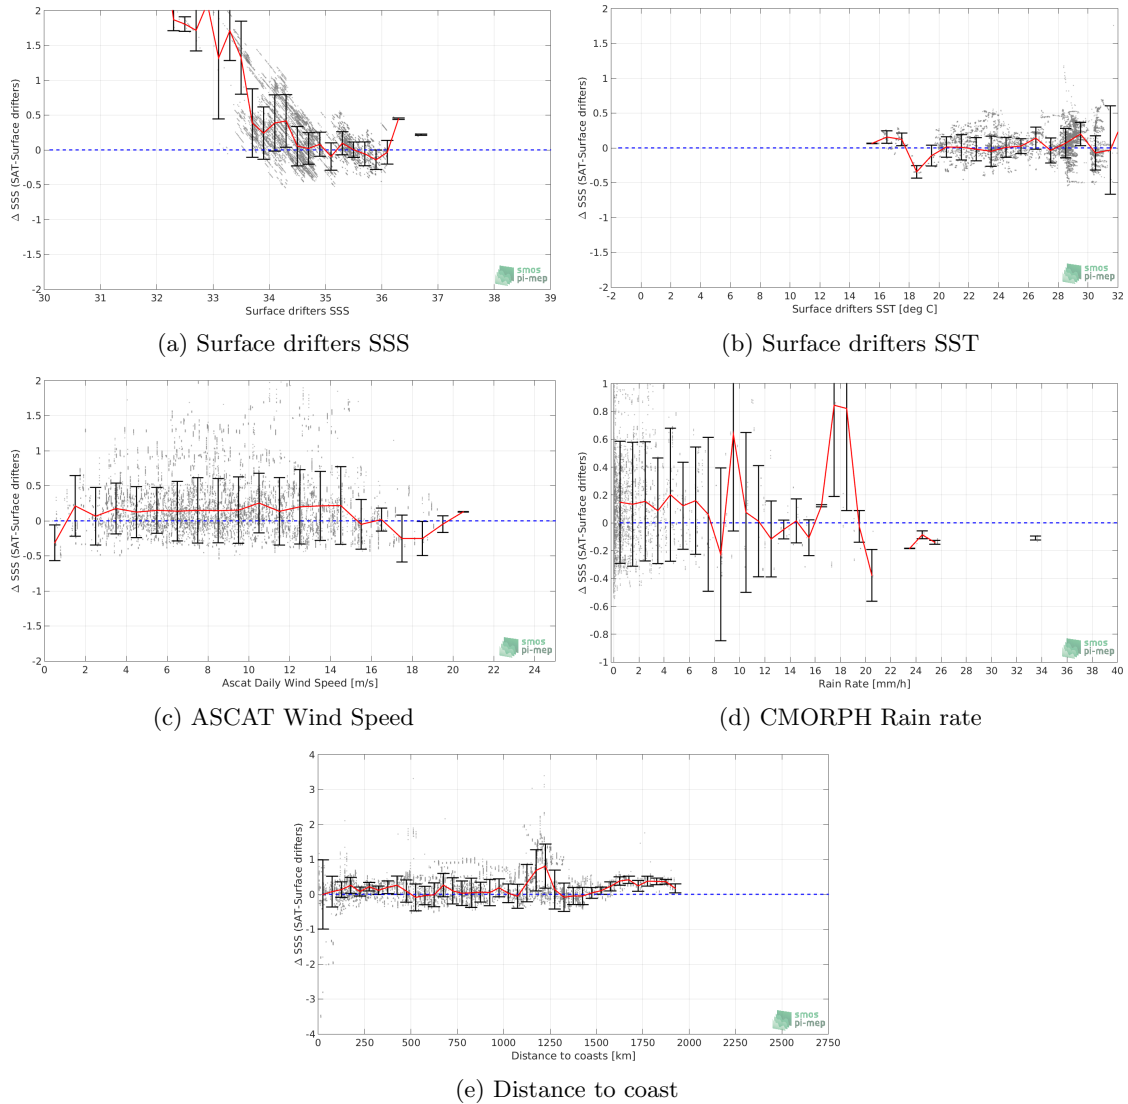 2
1.5
1
0.5
0
-0.5
-1
-1.5
-2
Δ SSS (SAT-Surface drifters)
30 31 32 33 34 35 36 37 38 39
Surface drifters SSS
smos
pi-mep
(a) Surface drifters SSS
2
1.5
1
0.5
0
-0.5
-1
-1.5
-2
Δ SSS (SAT-Surface drifters)
-2 0 2 4 6 8 10 12 14 16 18 20 22 24 26 28 30 32
Surface drifters SST [deg C]
smos
pi-mep
(b) Surface drifters SST
2
1.5
1
0.5
0
-0.5
-1
-1.5
-2
Δ SSS (SAT-Surface drifters)
0 2 4 6 8 10 12 14 16 18 20 22 24
Ascat Daily Wind Speed [m/s]
smos
pi-mep
(c) ASCAT Wind Speed
1
0.8
0.6
0.4
0.2
0
-0.2
-0.4
-0.6
-0.8
-1
Δ SSS (SAT-Surface drifters)
0 2 4 6 8 10 12 14 16 18 20 22 24 26 28 30 32 34 36 38 40
Rain Rate [mm/h]
smos
pi-mep
(d) CMORPH Rain rate
4
3
2
1
0
-1
-2
-3
-4
Δ SSS (SAT-Surface drifters)
0 250 500 750 1000 1250 1500 1750 2000 2250 2500 2750
Distance to coasts [km]
smos
pi-mep
(e) Distance to coast